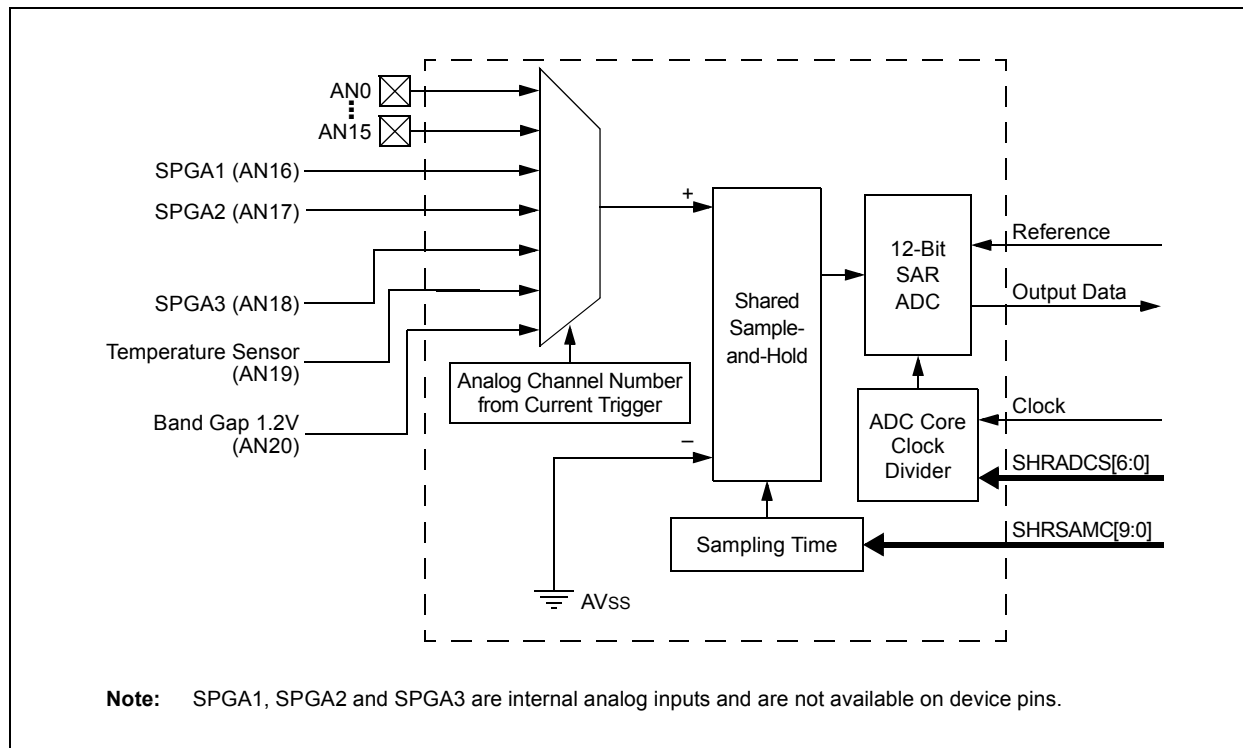 AN0
AN15
SPGA1 (AN16)
SPGA2 (AN17)
SPGA3 (AN18)
Temperature Sensor
(AN19)
Band Gap 1.2V
(AN20)
Analog Channel Number
from Current Trigger
+
–
AVSS
Shared
Sample-
and-Hold
Sampling Time
12-Bit
SAR
ADC
ADC Core
Clock
Divider
Reference
Output Data
Clock
SHRADCS[6:0]
SHRSAMC[9:0]
Note: SPGA1, SPGA2 and SPGA3 are internal analog inputs and are not available on device pins.